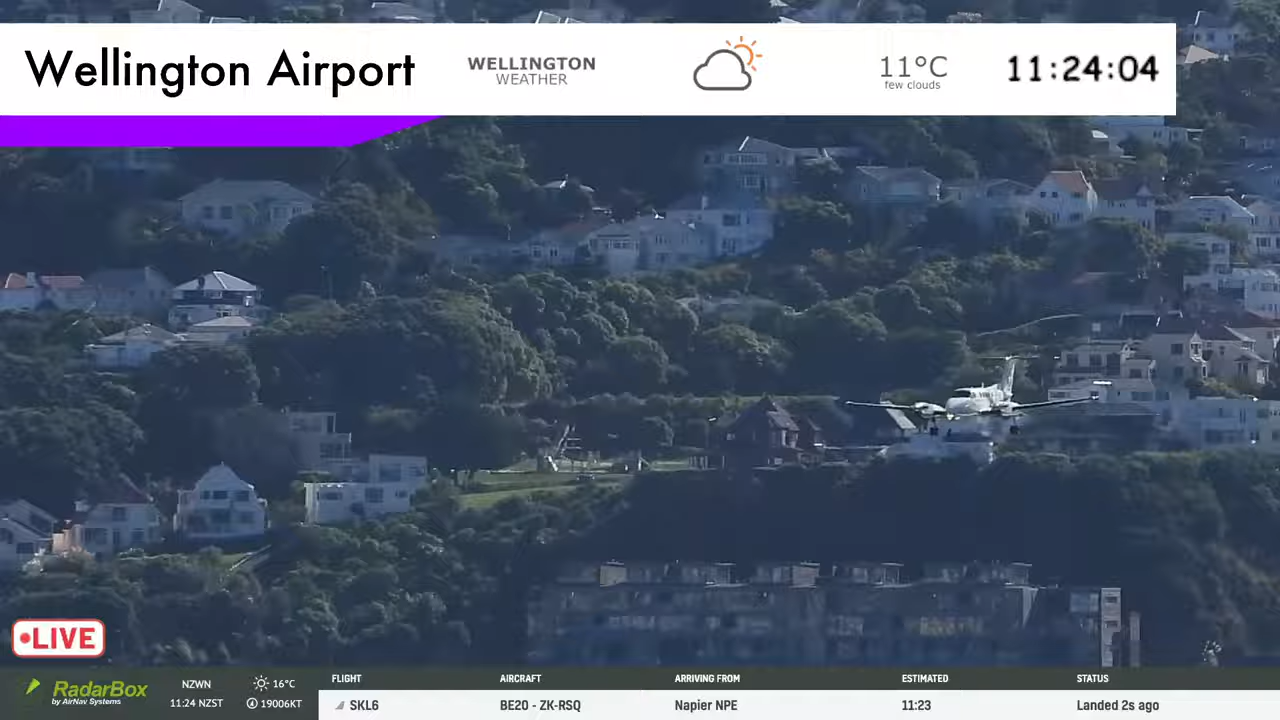 Wellington Airport
WELLINGTON
WEATHER
11°C
few clouds
11:24:04
LIVE
RadarBox
by AirNav Systems
NZWN
11:24 NZST
16°C
19006KT
FLIGHT AIRCRAFT ARRIVING FROM ESTIMATED STATUS
SKL6 BE20 - ZK-RSQ Napier NPE 11:23 Landed 2s ago